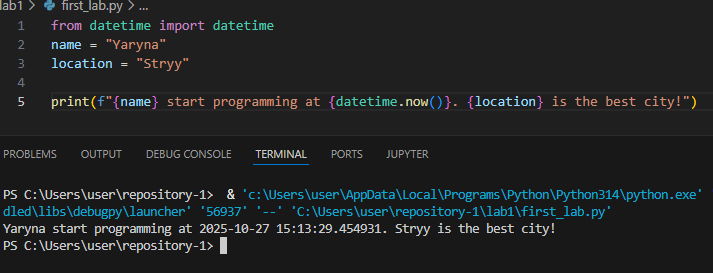 lab1 > first_lab.py > ...
1 from datetime import datetime
2 name = "Yaryna"
3 location = "Stryy"
4
5 print(f"{name} start programming at {datetime.now()}. {location} is the best city!")
PROBLEMS OUTPUT DEBUG CONSOLE TERMINAL PORTS JUPYTER
PS C:\Users\user\repository-1> & 'c:\Users\user\AppData\Local\Programs\Python\Python314\python.exe'
dled\libs\debugpy\launcher' '56937' '--' 'C:\Users\user\repository-1\lab1\first_lab.py'
Yaryna start programming at 2025-10-27 15:13:29.454931. Stryy is the best city!
PS C:\Users\user\repository-1>